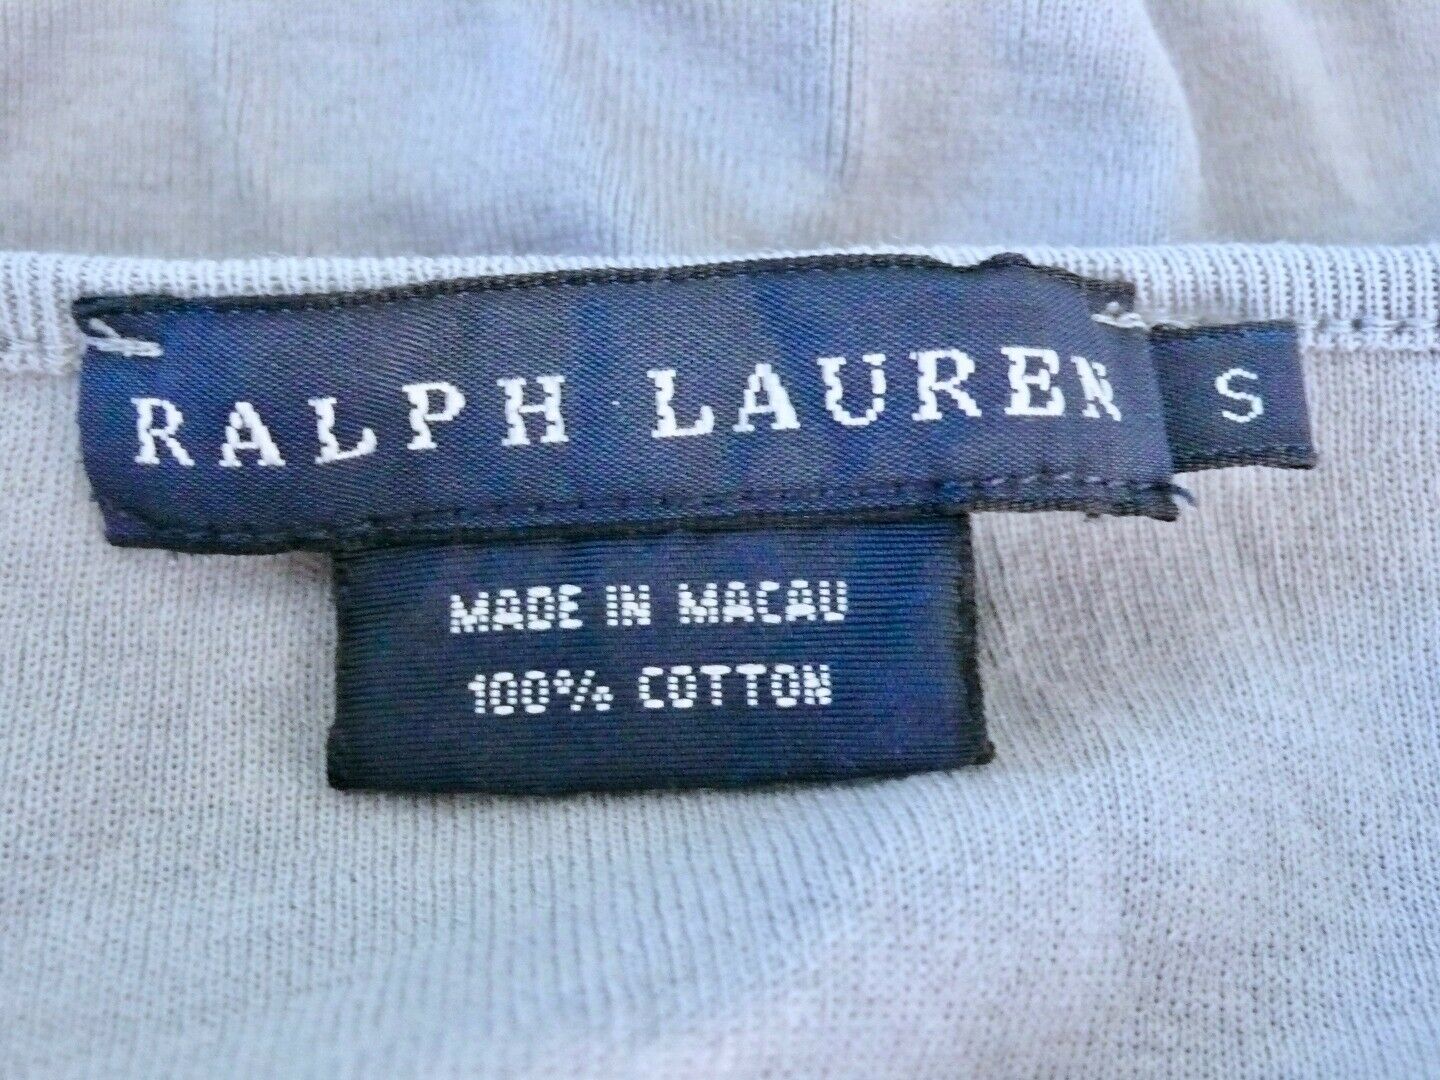 RALPH LAUREN S
MADE IN MACAU
100% COTTON